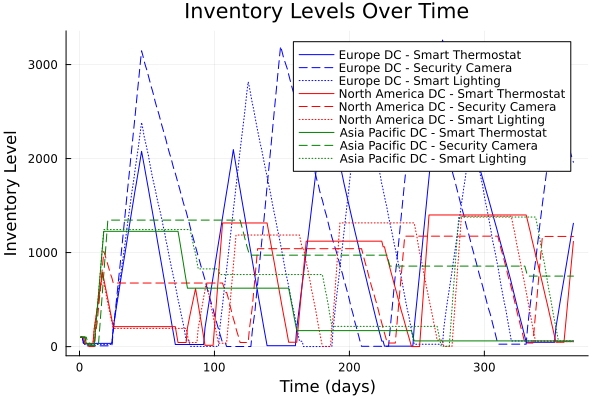 Inventory Levels Over Time
Inventory Level
3000
2000
1000
0
Europe DC - Smart Thermostat
Europe DC - Security Camera
Europe DC - Smart Lighting
North America DC - Smart Thermostat
North America DC - Security Camera
North America DC - Smart Lighting
Asia Pacific DC - Smart Thermostat
Asia Pacific DC - Security Camera
Asia Pacific DC - Smart Lighting
0 100 200 300
Time (days)